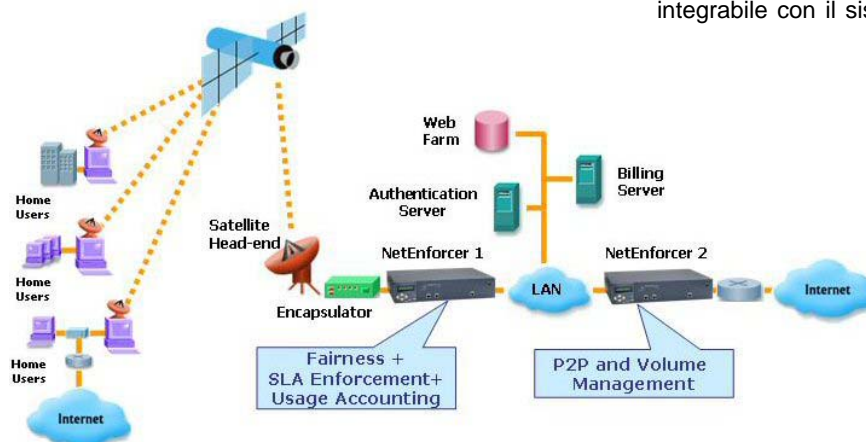 integrabile con il sis
Web
Farm
Billing
Server
Authentication
Server
Home
Users
Satellite
Head-end
NetEnforcer 1
NetEnforcer 2
Home
Users
LAN
Internet
Encapsulator
Fairness +
SLA Enforcement+
Usage Accounting
P2P and Volume
Management
Home
Users
Internet